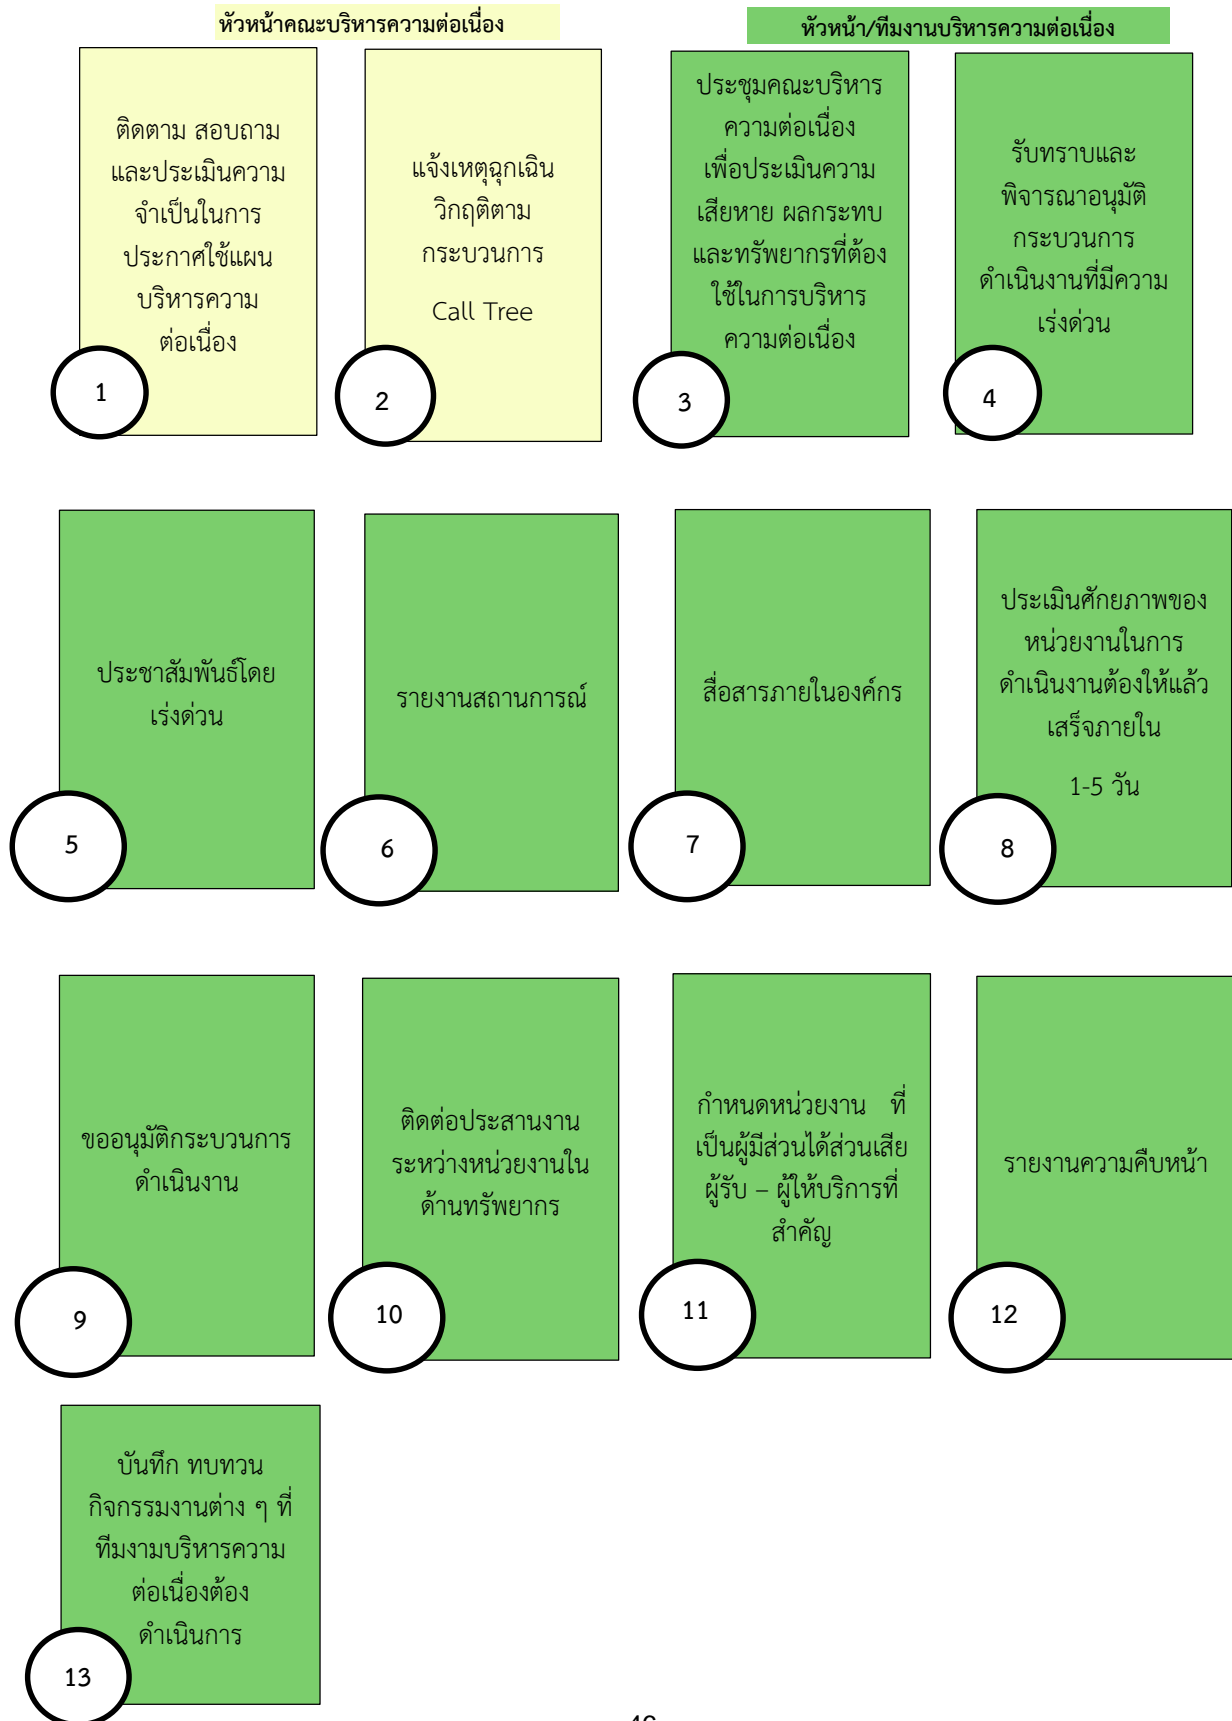 หัวหน้าคณะบริหารความต่อเนื่อง
หัวหน้า/ทีมงานบริหารความต่อเนื่อง
ติดตาม สอบถาม
และประเมินความ
จำเป็นในการ
ประกาศใช้แผน
บริหารความ
ต่อเนื่อง
1
แจ้งเหตุฉุกเฉิน
วิกฤติตาม
กระบวนการ
Call Tree
2
ประชุมคณะบริหาร
ความต่อเนื่อง
เพื่อประเมินความ
เสียหาย ผลกระทบ
และทรัพยากรที่ต้อง
ใช้ในการบริหาร
ความต่อเนื่อง
3
รับทราบและ
พิจารณาอนุมัติ
กระบวนการ
ดำเนินงานที่มีความ
เร่งด่วน
4
ประชาสัมพันธ์โดย
เร่งด่วน
5
รายงานสถานการณ์
6
สื่อสารภายในองค์กร
7
ประเมินศักยภาพของ
หน่วยงานในการ
ดำเนินงานต้องให้แล้ว
เสร็จภายใน
1-5 วัน
8
ขออนุมัติกระบวนการ
ดำเนินงาน
9
ติดต่อประสานงาน
ระหว่างหน่วยงานใน
ด้านทรัพยากร
10
กำหนดหน่วยงาน ที่
เป็นผู้มีส่วนได้ส่วนเสีย
ผู้รับ – ผู้ให้บริการที่
สำคัญ
11
รายงานความคืบหน้า
12
บันทึก ทบทวน
กิจกรรมงานต่าง ๆ ที่
ทีมงามบริหารความ
ต่อเนื่องต้อง
ดำเนินการ
13